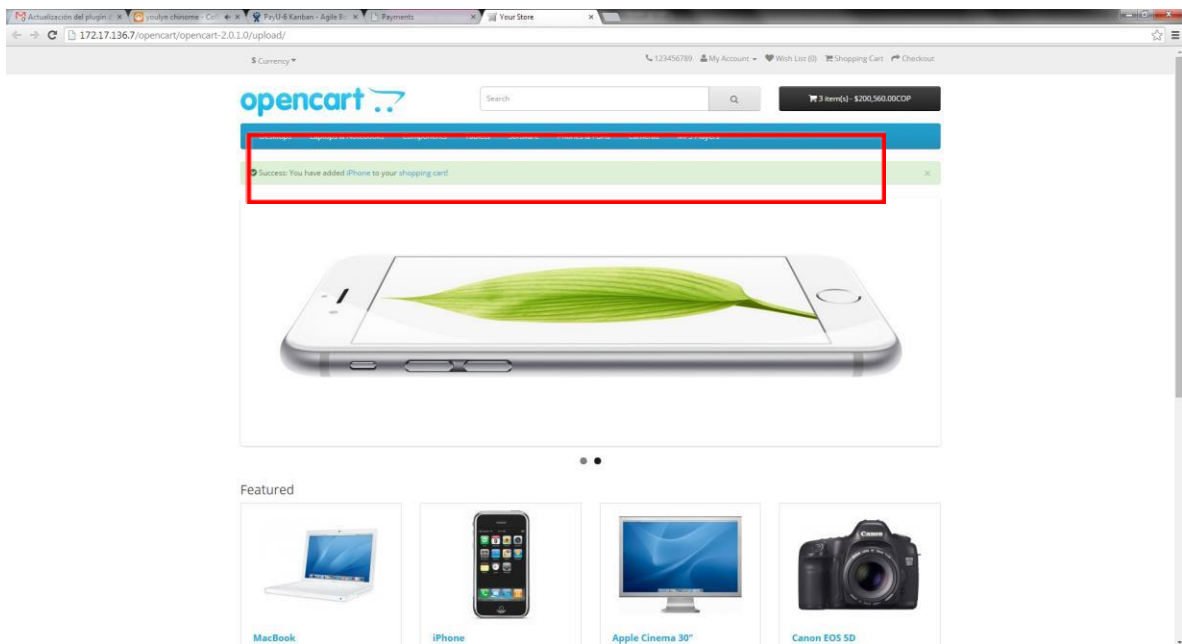 Actualización del plugin
youlyn chinome - Col
PayU-6 Kanban - Agile Bo
Payments
Your Store
172.17.136.7/opencart/opencart-2.0.1.0/upload/
$ Currency
123456789 My Account Wish List (0) Shopping Cart Checkout
opencart
Search
3 item(s) - $200,560.00COP
Success: You have added iPhone to your shopping cart!
Featured
MacBook
iPhone
Apple Cinema 30"
Canon EOS 5D
Canon